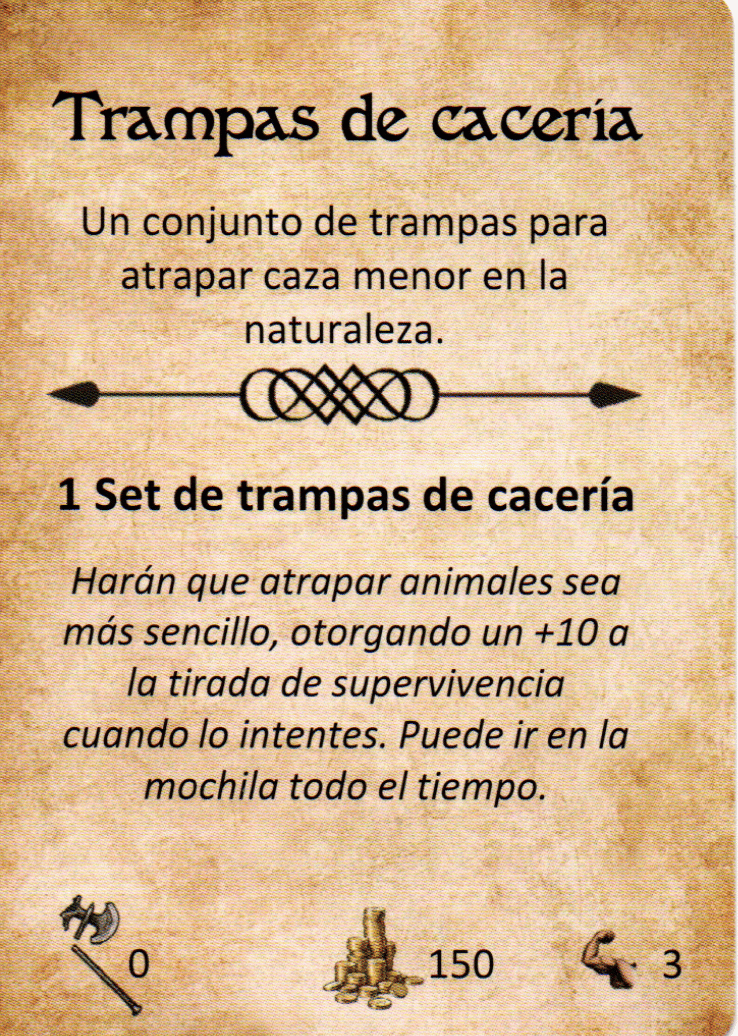 Trampas de cacería
Un conjunto de trampas para
atrapar caza menor en la
naturaleza.
1 Set de trampas de cacería
Harán que atrapar animales sea
más sencillo, otorgando un +10 a
la tirada de supervivencia
cuando lo intentes. Puede ir en la
mochila todo el tiempo.
0 150 3